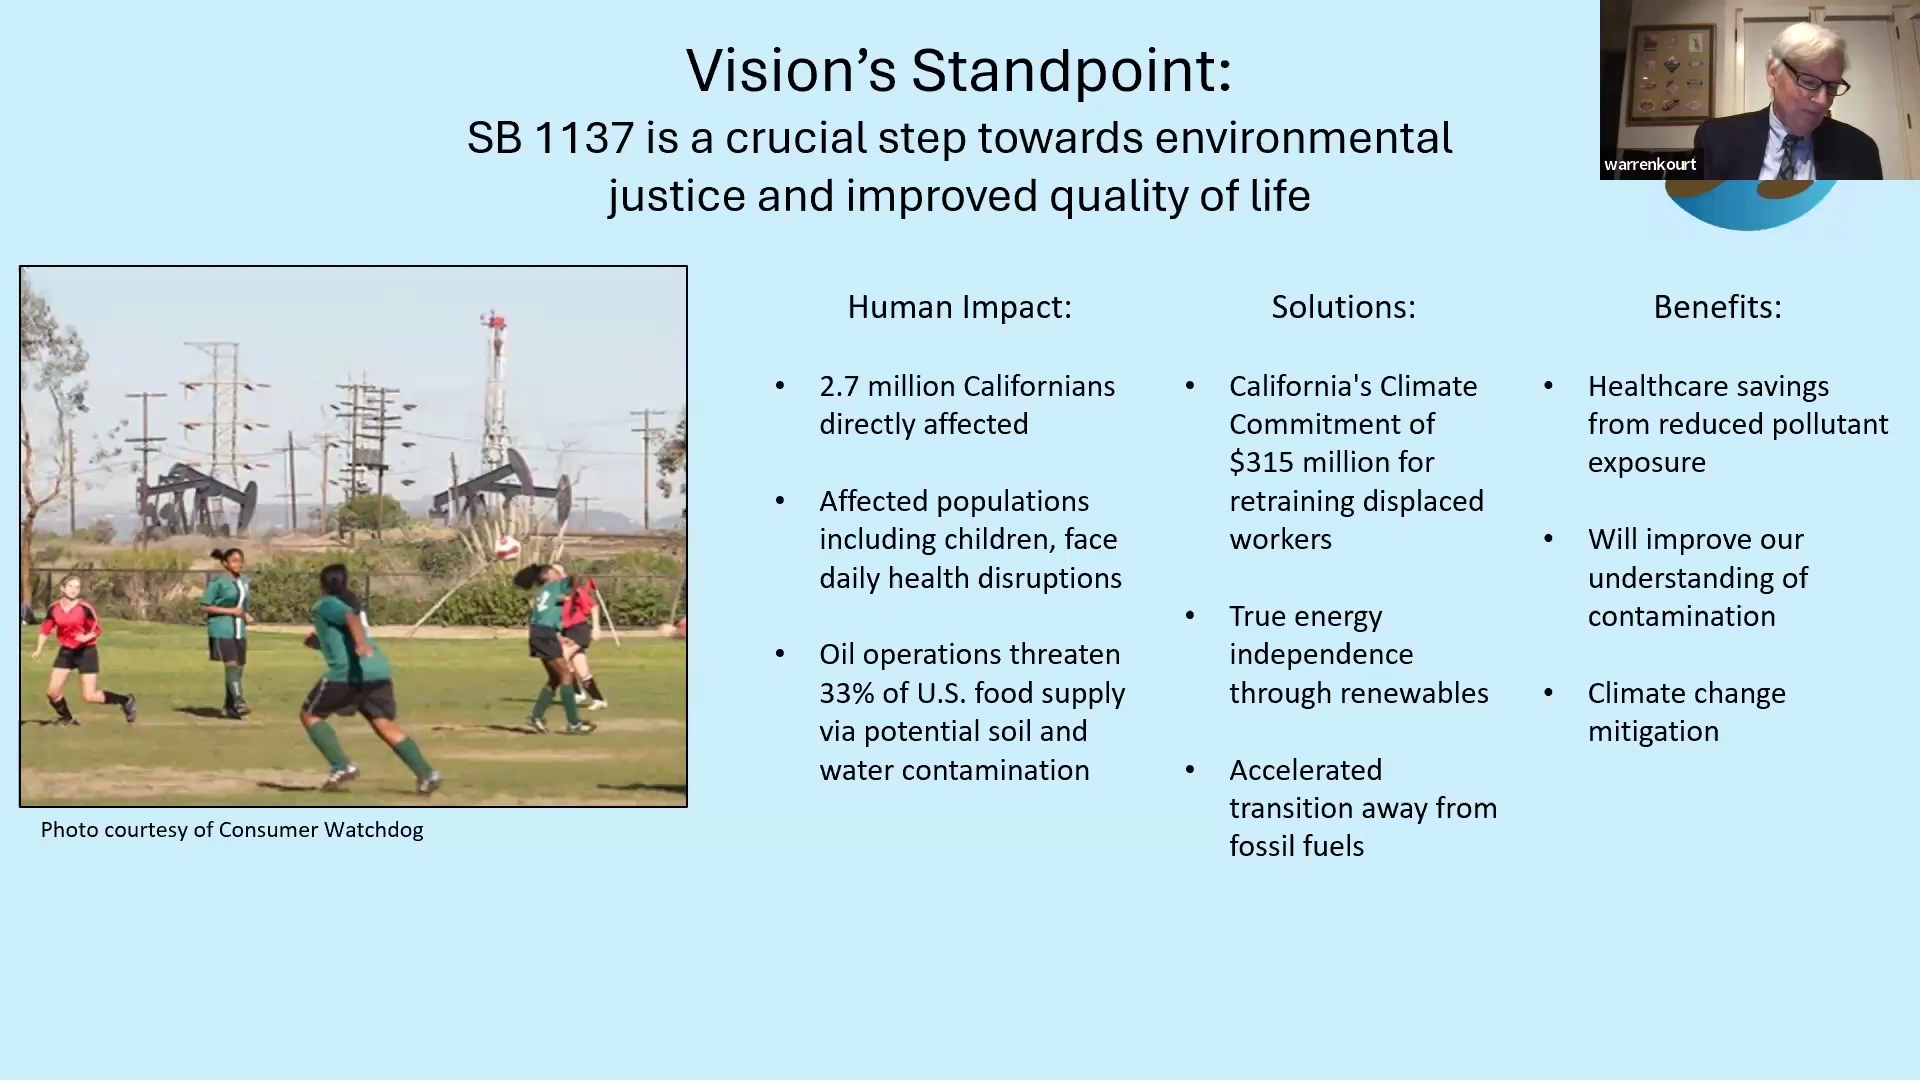 Vision’s Standpoint:
SB 1137 is a crucial step towards environmental
justice and improved quality of life
warrenkourt
Human Impact:
• 2.7 million Californians
directly affected
• Affected populations
including children, face
daily health disruptions
• Oil operations threaten
33% of U.S. food supply
via potential soil and
water contamination
Solutions:
• California's Climate
Commitment of
$315 million for
retraining displaced
workers
• True energy
independence
through renewables
• Accelerated
transition away from
fossil fuels
Benefits:
• Healthcare savings
from reduced pollutant
exposure
• Will improve our
understanding of
contamination
• Climate change
mitigation
Photo courtesy of Consumer Watchdog